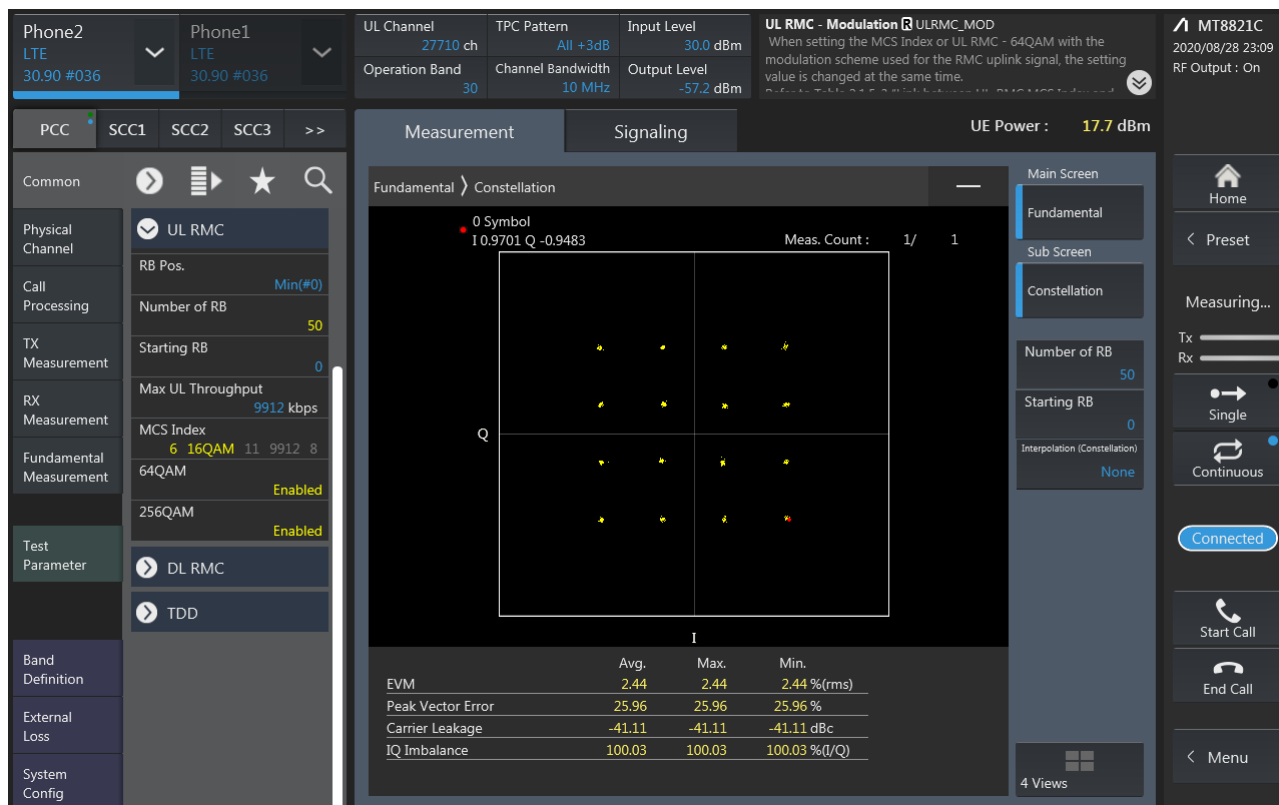 Phone2
LTE
30.90 #036
Phone1
LTE
30.90 #036
UL Channel
27710 ch
TPC Pattern
All +3dB
Input Level
30.0 dBm
Operation Band
30
Channel Bandwidth
10 MHz
Output Level
-57.2 dBm
UL RMC - Modulation R ULRMC_MOD
When setting the MCS Index or UL RMC - 64QAM with the
modulation scheme used for the RMC uplink signal, the setting
value is changed at the same time.
MT8821C
2020/08/28 23:09
RF Output : On
PCC
SCC1
SCC2
SCC3
>>
Measurement
Signaling
UE Power : 17.7 dBm
Common
Physical
Channel
Call
Processing
TX
Measurement
RX
Measurement
Fundamental
Measurement
Test
Parameter
Band
Definition
External
Loss
System
Config
UL RMC
RB Pos.
Min(#0)
Number of RB
50
Starting RB
0
Max UL Throughput
9912 kbps
MCS Index
6 16QAM 11 9912 8
64QAM
Enabled
256QAM
Enabled
DL RMC
TDD
Fundamental 〉 Constellation
0 Symbol
I 0.9701 Q -0.9483
Meas. Count : 1/ 1
Q
I
Avg. Max. Min.
EVM 2.44 2.44 2.44 %(rms)
Peak Vector Error 25.96 25.96 25.96 %
Carrier Leakage -41.11 -41.11 -41.11 dBc
IQ Imbalance 100.03 100.03 100.03 %(I/Q)
Main Screen
Fundamental
Sub Screen
Constellation
Number of RB
50
Starting RB
0
Interpolation (Constellation)
None
4 Views
Home
< Preset
Measuring...
Tx
Rx
Single
Continuous
Connected
Start Call
End Call
< Menu